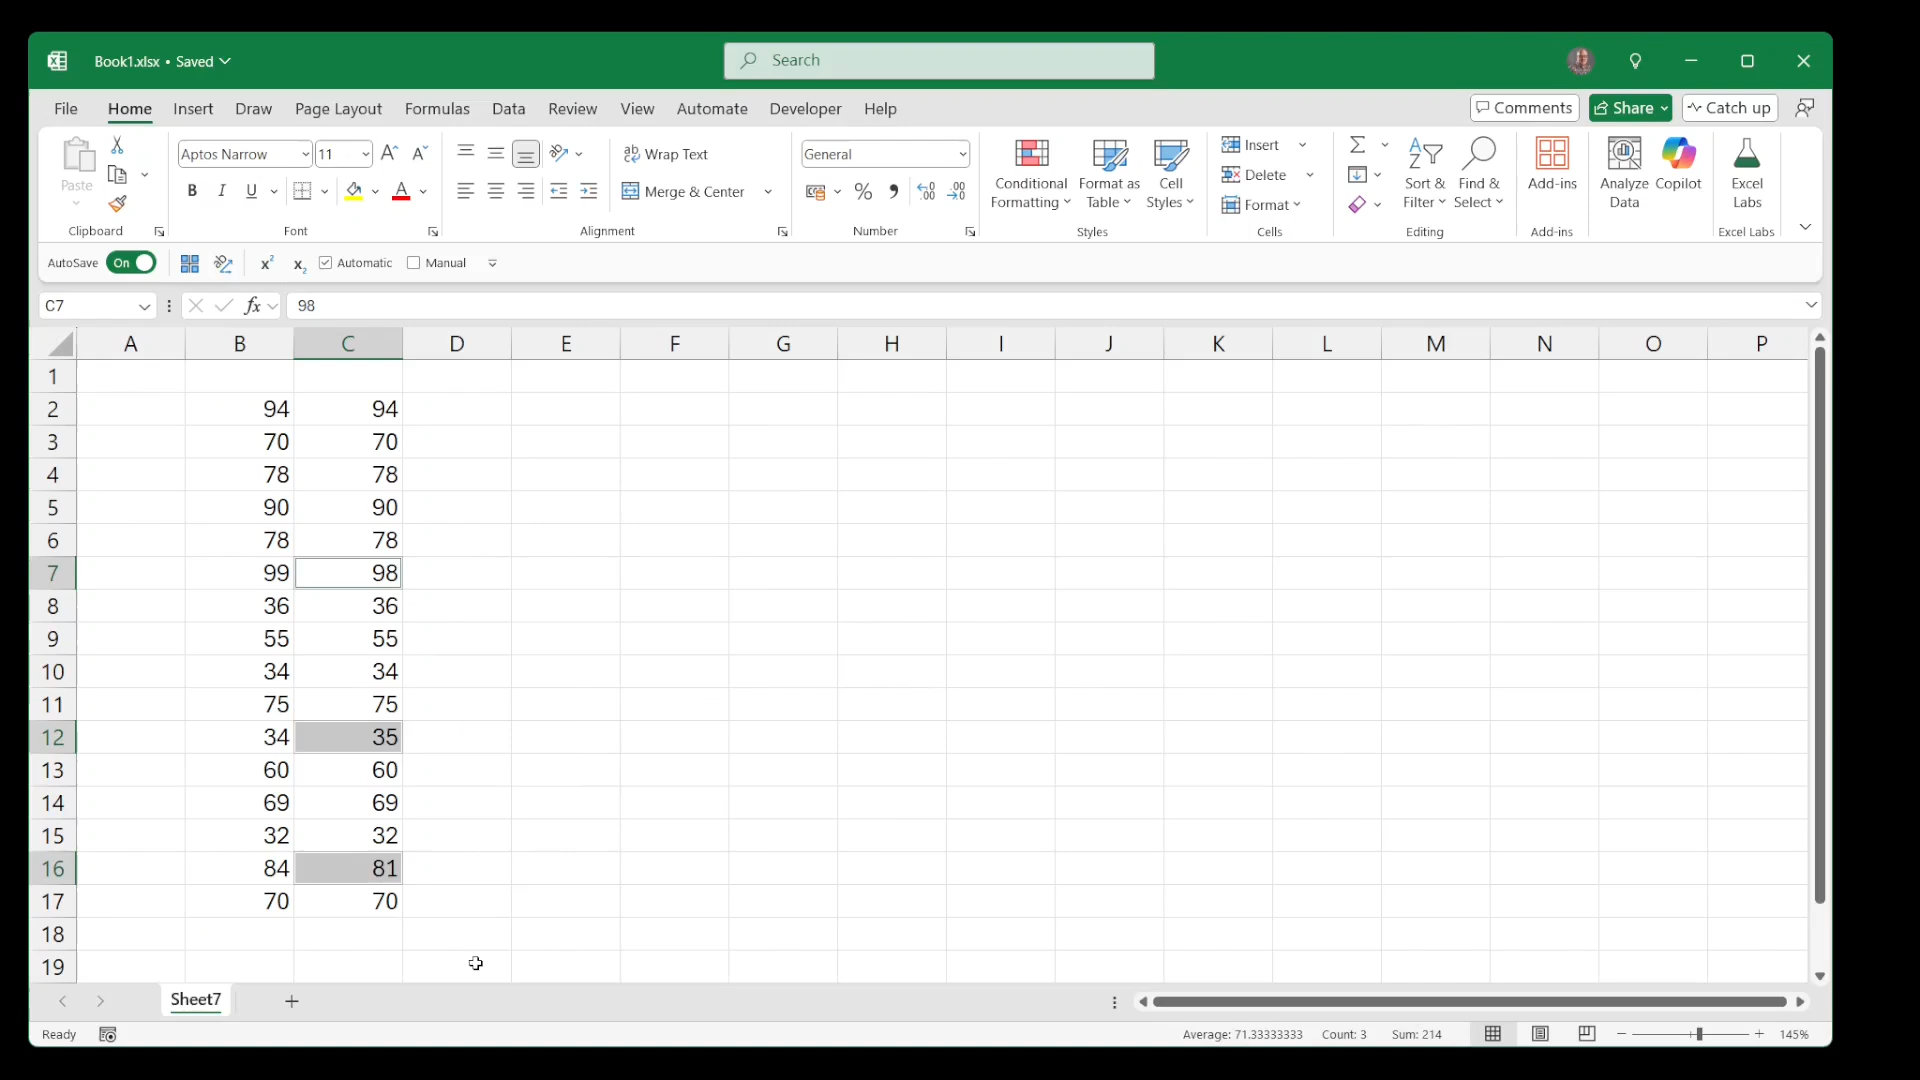 Book1.xlsx • Saved
Search
File Home Insert Draw Page Layout Formulas Data Review View Automate Developer Help
Comments Share Catch up
Paste
Clipboard
Aptos Narrow 11
B I U A
Font
ab Wrap Text
Merge & Center
Alignment
General
%
Number
Conditional Formatting
Format as Table
Cell Styles
Styles
Insert
Delete
Format
Cells
Sort & Filter
Find & Select
Editing
Add-ins
Add-ins
Analyze Data
Copilot
Excel Labs
Excel Labs
AutoSave On x² x₂ Automatic Manual
C7 fx 98
A B C D E F G H I J K L M N O P
1
2 94 94
3 70 70
4 78 78
5 90 90
6 78 78
7 99 98
8 36 36
9 55 55
10 34 34
11 75 75
12 34 35
13 60 60
14 69 69
15 32 32
16 84 81
17 70 70
18
19
Sheet7
Ready Average: 71.33333333 Count: 3 Sum: 214 145%